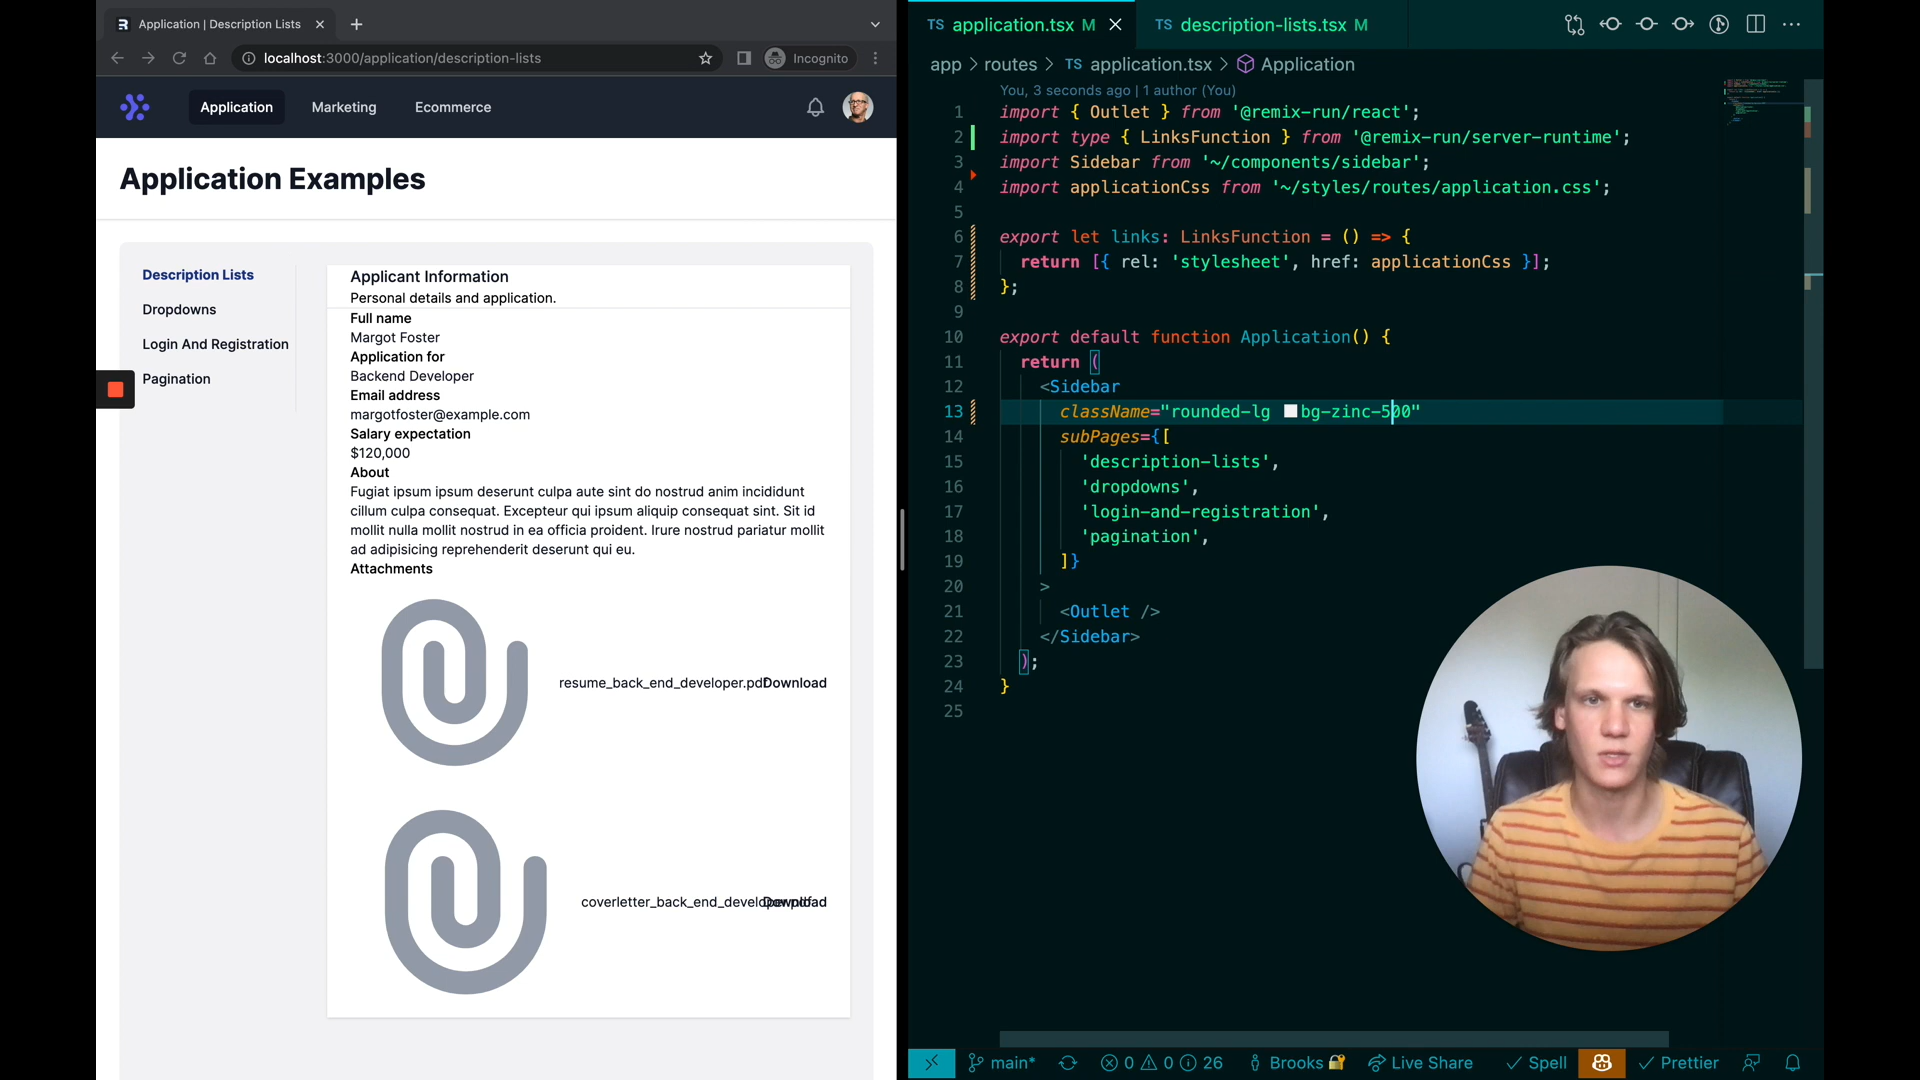 Application | Description Lists
localhost:3000/application/description-lists
Incognito
Application Marketing Ecommerce
Application Examples
Description Lists
Dropdowns
Login And Registration
Pagination
Applicant Information
Personal details and application.
Full name
Margot Foster
Application for
Backend Developer
Email address
margotfoster@example.com
Salary expectation
$120,000
About
Fugiat ipsum ipsum deserunt culpa aute sint do nostrud anim incididunt
cillum culpa consequat. Excepteur qui ipsum aliquip consequat sint. Sit id
mollit nulla mollit nostrud in ea officia proident. Irure nostrud pariatur mollit
ad adipisicing reprehenderit deserunt qui eu.
Attachments
resume_back_end_developer.pdf Download
coverletter_back_end_developer.pdf Download
TS application.tsx M
TS description-lists.tsx M
app > routes > TS application.tsx > Application
You, 3 seconds ago | 1 author (You)
1 import { Outlet } from '@remix-run/react';
2 import type { LinksFunction } from '@remix-run/server-runtime';
3 import Sidebar from '~/components/sidebar';
4 import applicationCss from '~/styles/routes/application.css';
5
6 export let links: LinksFunction = () => {
7 return [{ rel: 'stylesheet', href: applicationCss }];
8 };
9
10 export default function Application() {
11 return (
12 <Sidebar
13 className="rounded-lg bg-zinc-500"
14 subPages={[
15 'description-lists',
16 'dropdowns',
17 'login-and-registration',
18 'pagination',
19 ]}
20 >
21 <Outlet />
22 </Sidebar>
23 );
24 }
25
main* 0 0 26 Brooks Live Share Spell Prettier